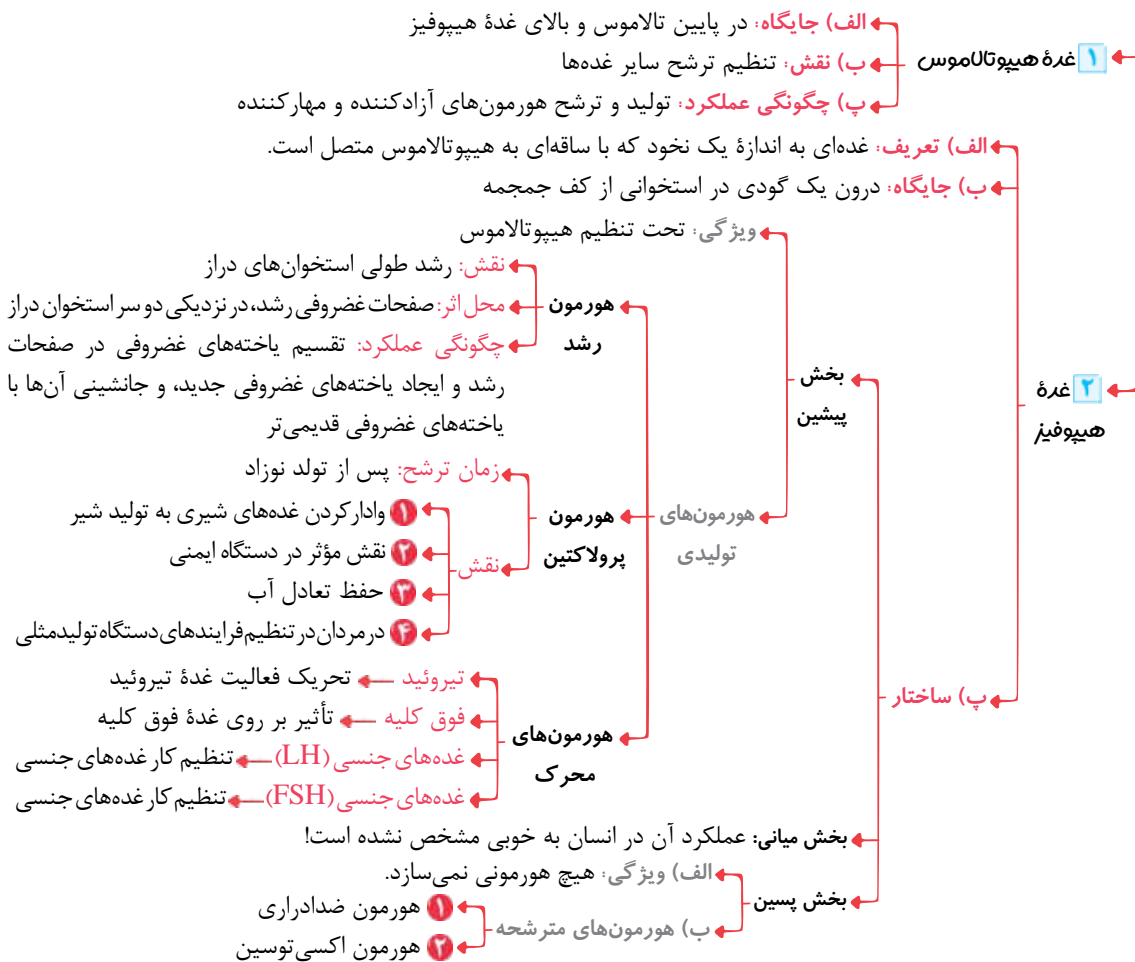 ۱ غدهٔ هیپوتالاموس
الف) جایگاه: در پایین تالاموس و بالای غدهٔ هیپوفیز
ب) نقش: تنظیم ترشح سایر غده‌ها
پ) چگونگی عملکرد: تولید و ترشح هورمون‌های آزادکننده و مهارکننده
۲ غدهٔ
هیپوفیز
الف) تعریف: غده‌ای به اندازهٔ یک نخود که با ساقه‌ای به هیپوتالاموس متصل است.
ب) جایگاه: درون یک گودی در استخوانی از کف جمجمه
پ) ساختار
بخش
پیشین
ویژگی: تحت تنظیم هیپوتالاموس
هورمون‌های
تولیدی
هورمون
رشد
نقش: رشد طولی استخوان‌های دراز
محل اثر: صفحات غضروفی رشد، در نزدیکی دو سر استخوان دراز
چگونگی عملکرد: تقسیم یاخته‌های غضروفی در صفحات
رشد و ایجاد یاخته‌های غضروفی جدید، و جانشینی آن‌ها با
یاخته‌های غضروفی قدیمی‌تر
هورمون
پرولاکتین
زمان ترشح: پس از تولد نوزاد
نقش
۱ وادارکردن غده‌های شیری به تولید شیر
۲ نقش مؤثر در دستگاه ایمنی
۳ حفظ تعادل آب
۴ در مردان در تنظیم فرایندهای دستگاه تولیدمثلی
هورمون‌های
محرک
تیروئید تحریک فعالیت غدهٔ تیروئید
فوق کلیه تأثیر بر روی غدهٔ فوق کلیه
غده‌های جنسی (LH) تنظیم کار غده‌های جنسی
غده‌های جنسی (FSH) تنظیم کار غده‌های جنسی
بخش میانی: عملکرد آن در انسان به خوبی مشخص نشده است!
بخش پسین
الف) ویژگی: هیچ هورمونی نمی‌سازد.
ب) هورمون‌های مترشحه
۱ هورمون ضدادراری
۲ هورمون اکسی‌توسین